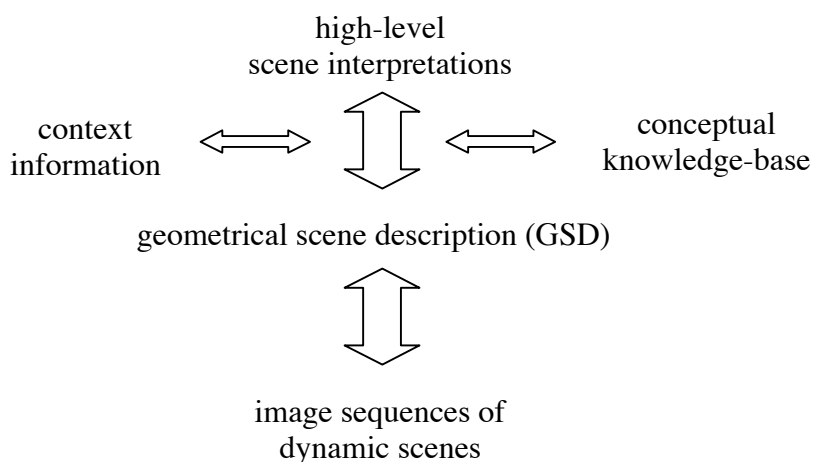 high-level
scene interpretations
context
information
conceptual
knowledge-base
geometrical scene description (GSD)
image sequences of
dynamic scenes